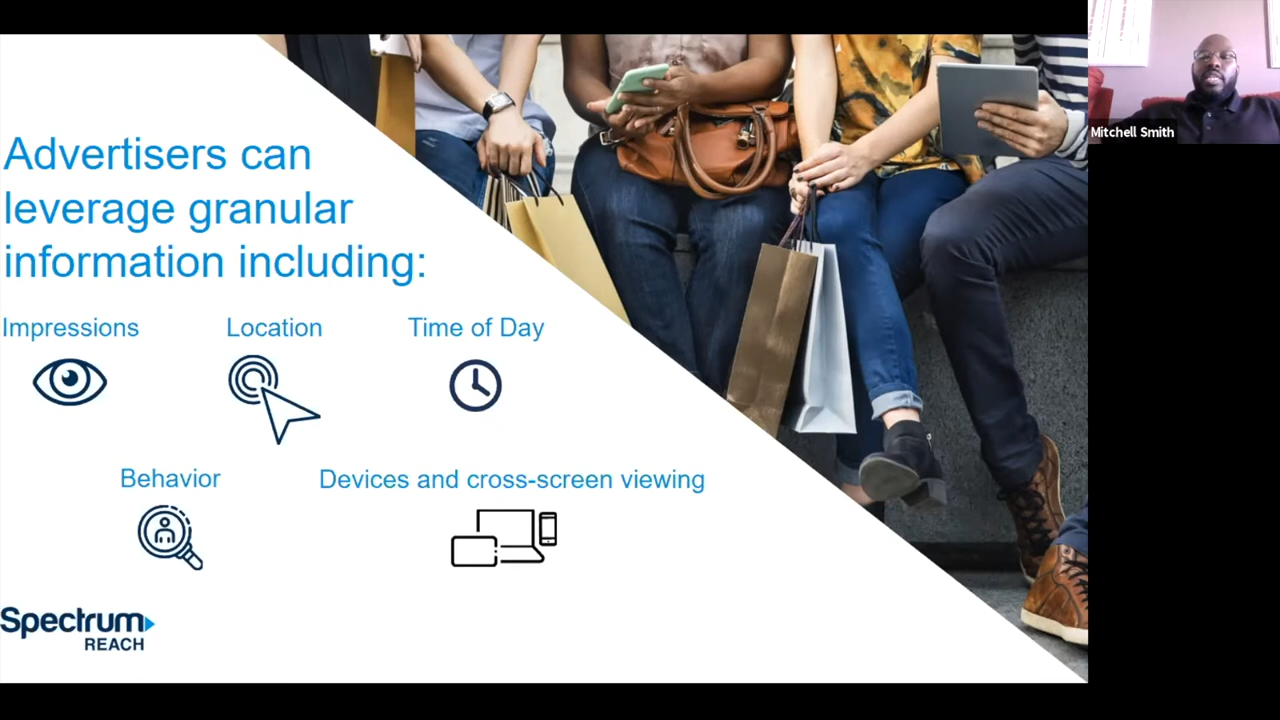 Advertisers can
leverage granular
information including:
Impressions
Location
Time of Day
Behavior
Devices and cross-screen viewing
Spectrum
REACH
Mitchell Smith